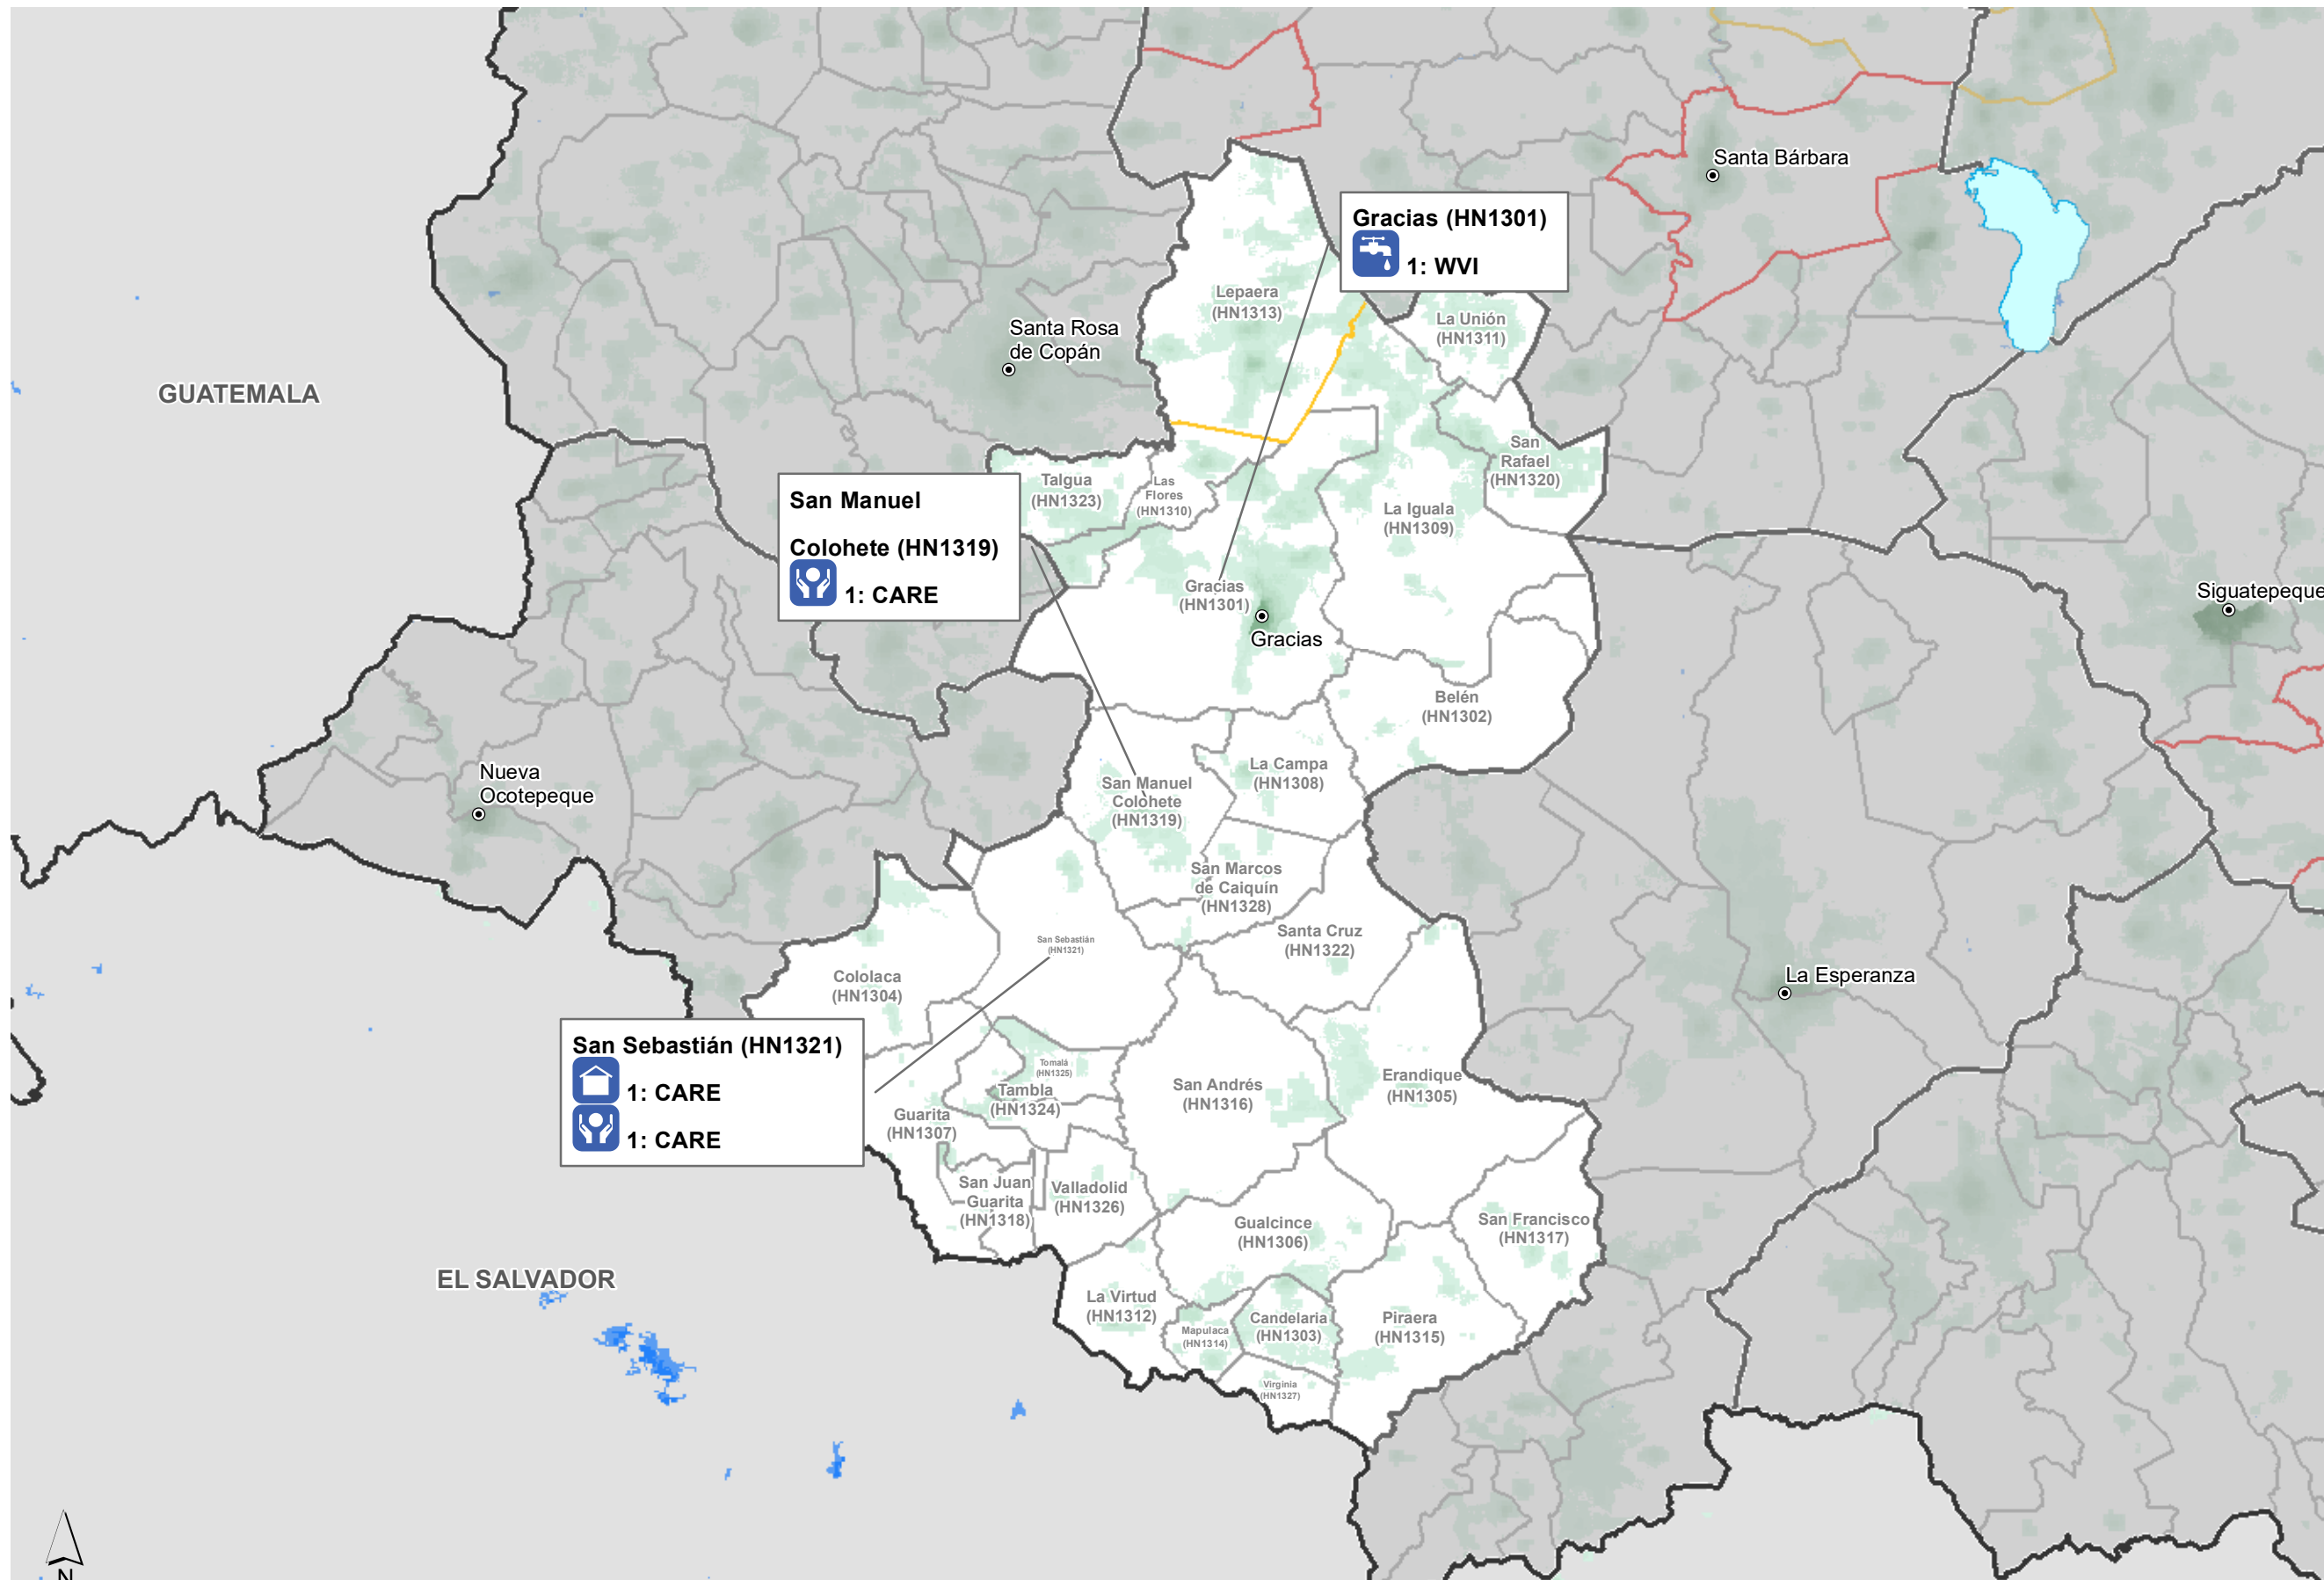 Santa Bárbara
Gracias (HN1301)
1: WVI
Lepaera
(HN1313)
La Unión
(HN1311)
Santa Rosa
de Copán
GUATEMALA
San
Rafael
(HN1320)
Talgua
(HN1323)
Las
Flores
(HN1310)
San Manuel
Colohete (HN1319)
1: CARE
La Iguala
(HN1309)
Gracias
(HN1301)
Gracias
Siguatepeque
Belén
(HN1302)
Nueva
Ocotepeque
La Campa
(HN1308)
San Manuel
Colohete
(HN1319)
San Marcos
de Caiquín
(HN1328)
Santa Cruz
(HN1322)
San Sebastián
(HN1321)
Cololaca
(HN1304)
La Esperanza
San Sebastián (HN1321)
1: CARE
1: CARE
Tomalá
(HN1325)
Tambla
(HN1324)
San Andrés
(HN1316)
Erandique
(HN1305)
Guarita
(HN1307)
San Juan
Guarita
(HN1318)
Valladolid
(HN1326)
Gualcince
(HN1306)
San Francisco
(HN1317)
EL SALVADOR
La Virtud
(HN1312)
Mapulaca
(HN1314)
Candelaria
(HN1303)
Piraera
(HN1315)
Virginia
(HN1327)
N